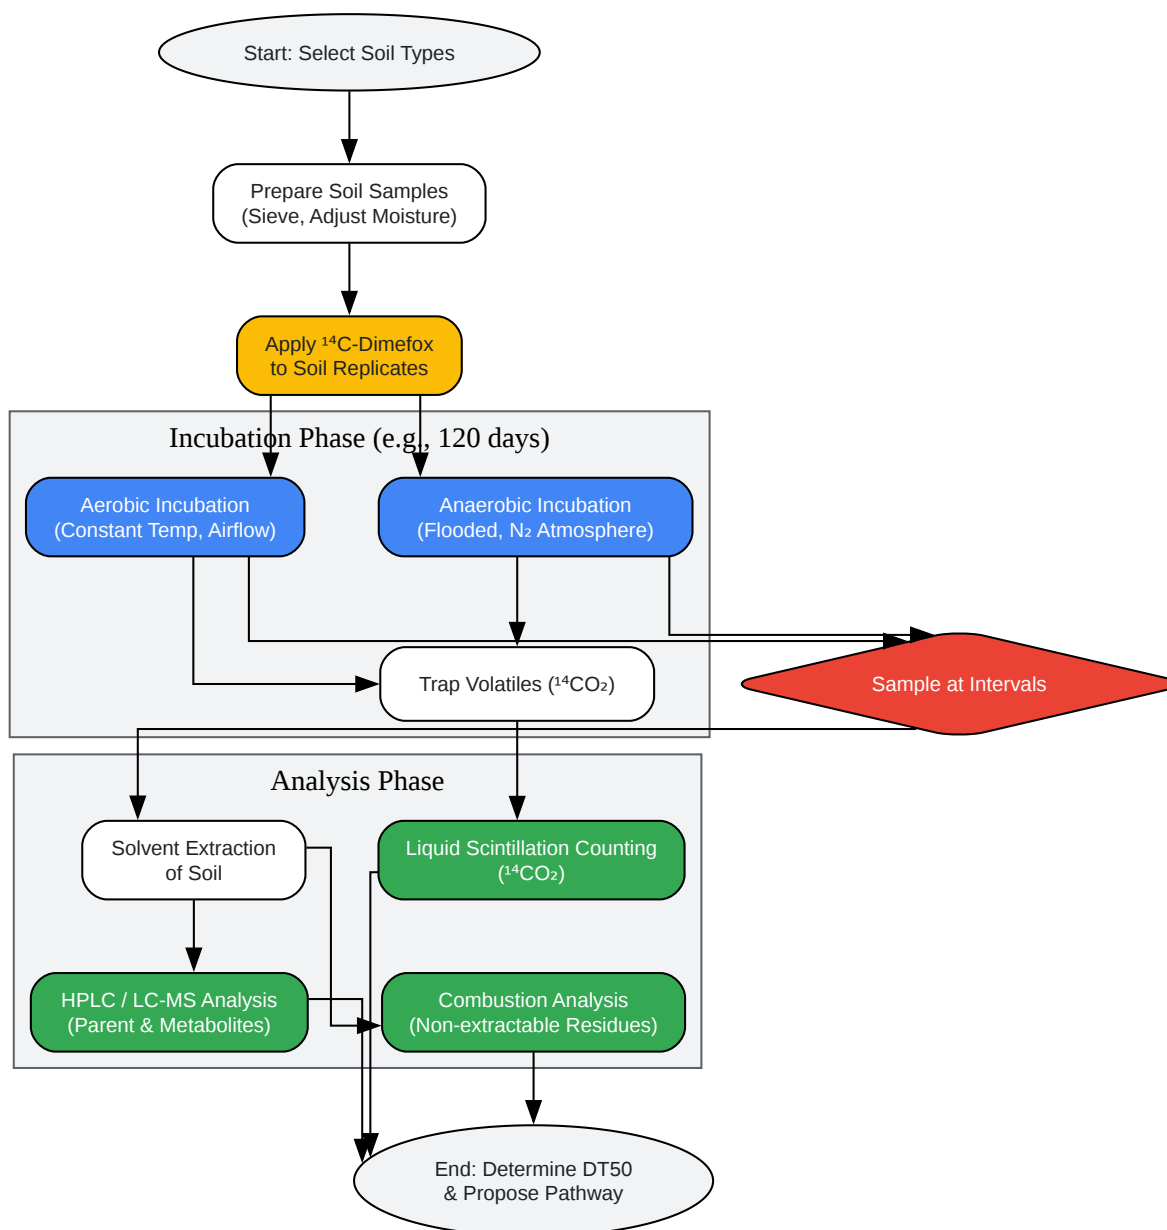 Start: Select Soil Types
Prepare Soil Samples
(Sieve, Adjust Moisture)
Apply ¹⁴C-Dimefox
to Soil Replicates
Incubation Phase (e.g., 120 days)
Aerobic Incubation
(Constant Temp, Airflow)
Anaerobic Incubation
(Flooded, N₂ Atmosphere)
Trap Volatiles (¹⁴CO₂)
Sample at Intervals
Analysis Phase
Solvent Extraction
of Soil
Liquid Scintillation Counting
(¹⁴CO₂)
HPLC / LC-MS Analysis
(Parent & Metabolites)
Combustion Analysis
(Non-extractable Residues)
End: Determine DT50
& Propose Pathway